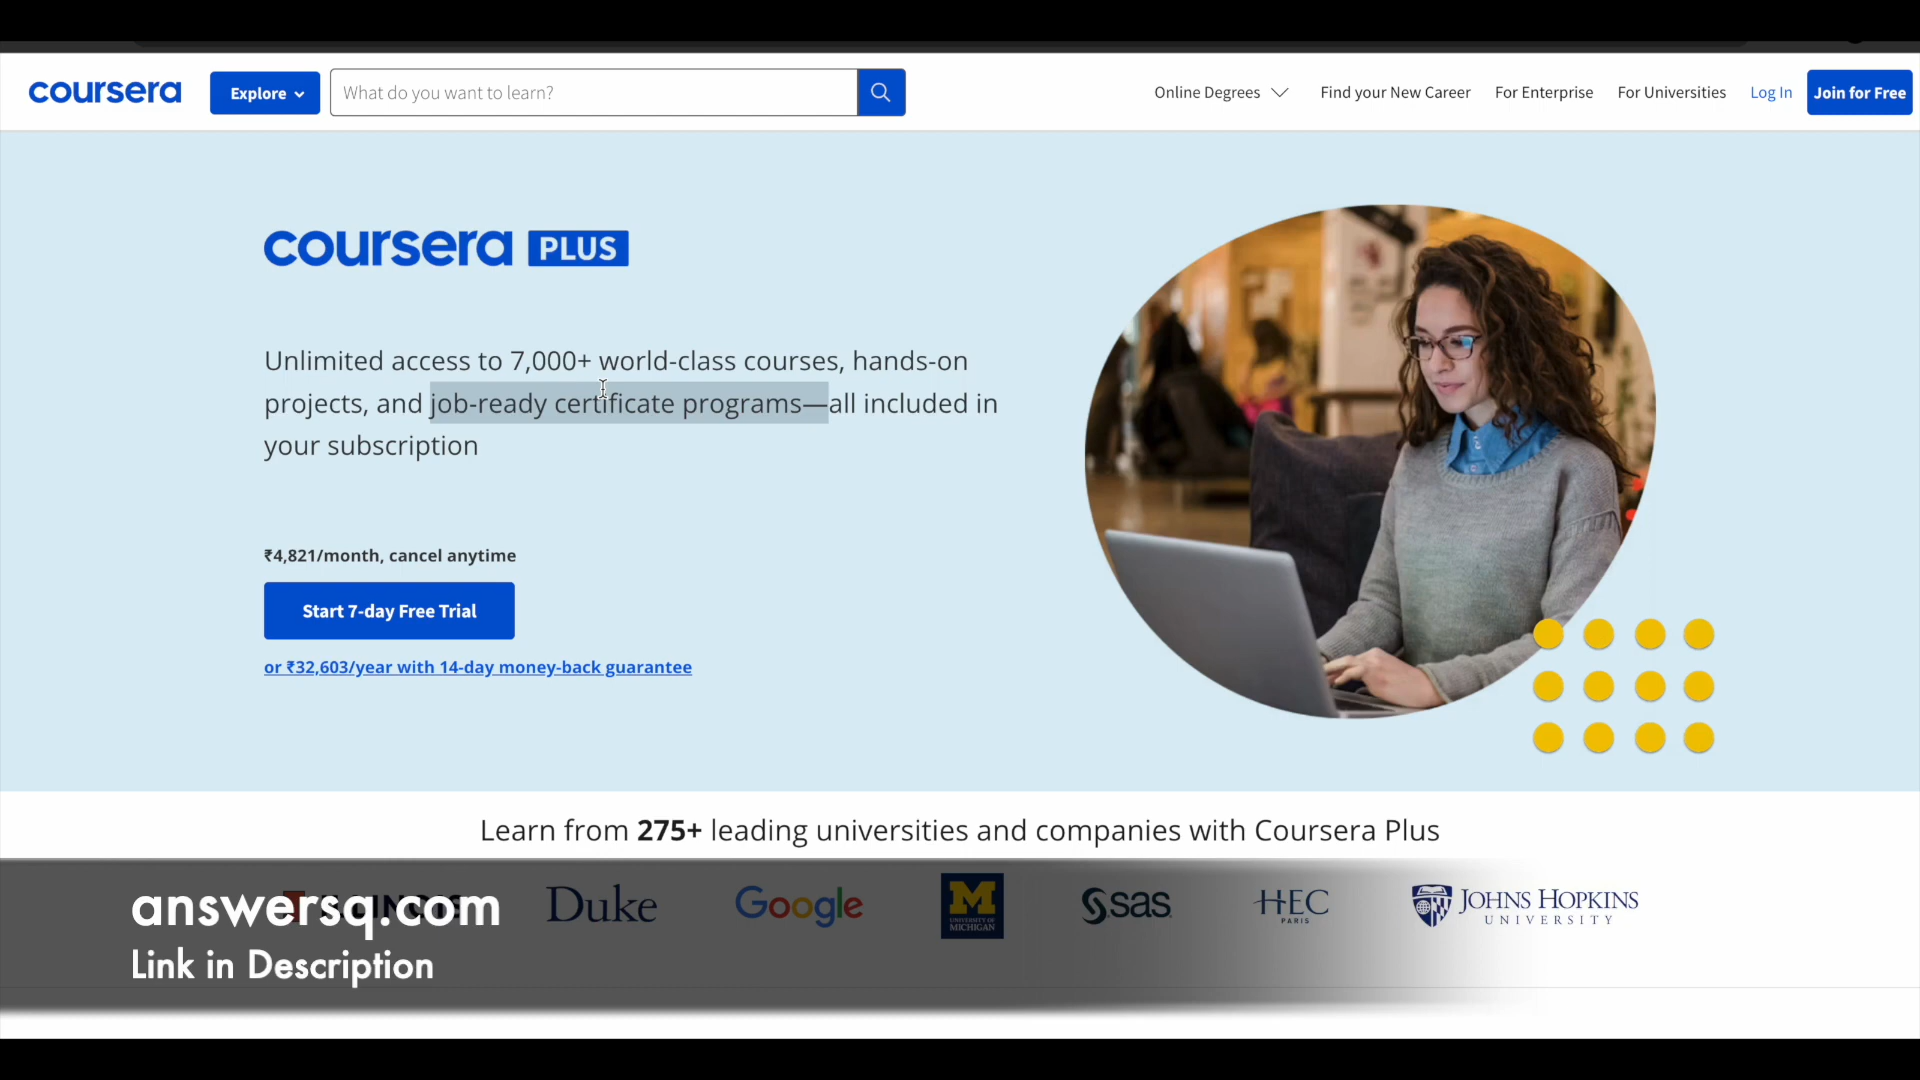 coursera
Explore
What do you want to learn?
Online Degrees
Find your New Career
For Enterprise
For Universities
Log In
Join for Free
coursera PLUS
Unlimited access to 7,000+ world-class courses, hands-on
projects, and job-ready certificate programs—all included in
your subscription
₹4,821/month, cancel anytime
Start 7-day Free Trial
or ₹32,603/year with 14-day money-back guarantee
Learn from 275+ leading universities and companies with Coursera Plus
ILLINOIS
Duke
Google
M
UNIVERSITY OF
MICHIGAN
sas
HEC
PARIS
JOHNS HOPKINS
UNIVERSITY
answersq.com
Link in Description